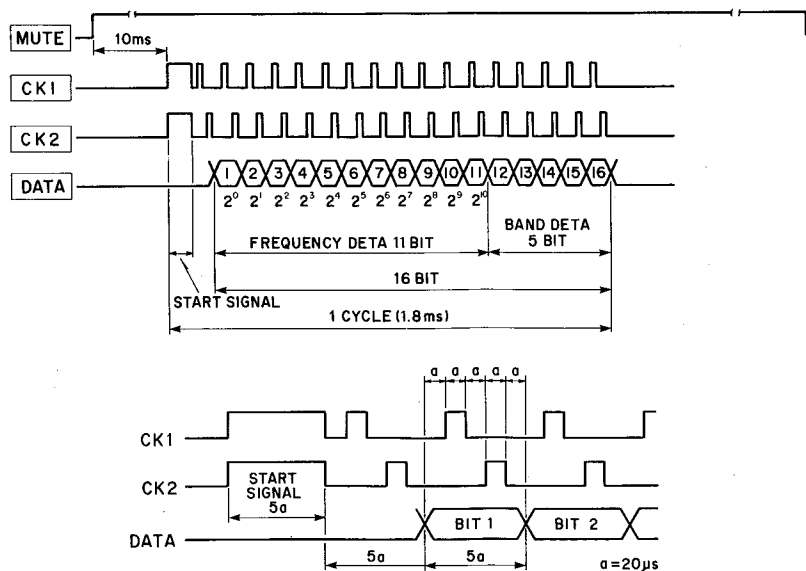 MUTE
10ms
CK1
CK2
DATA
1 2 3 4 5 6 7 8 9 10 11 12 13 14 15 16
2⁰ 2¹ 2² 2³ 2⁴ 2⁵ 2⁶ 2⁷ 2⁸ 2⁹ 2¹⁰
FREQUENCY DETA 11 BIT
BAND DETA
5 BIT
START SIGNAL
16 BIT
1 CYCLE (1.8ms)
a a a a a
CK1
CK2
START
SIGNAL
5a
DATA
BIT 1
BIT 2
5a
5a
a=20μs